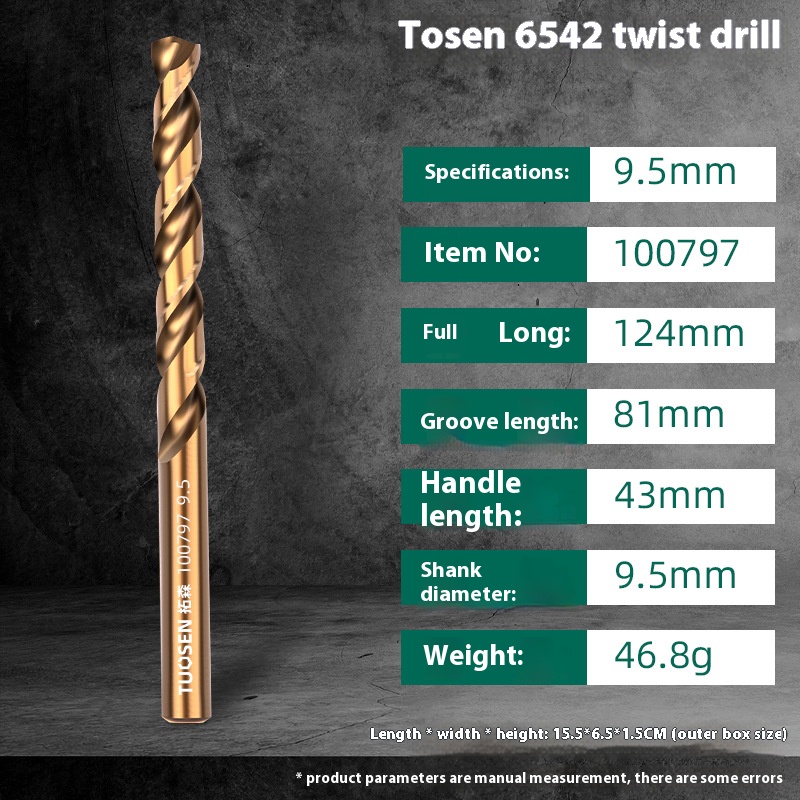 Tosen 6542 twist drill
Specifications: 9.5mm
Item No: 100797
Full Long: 124mm
Groove length: 81mm
Handle
length: 43mm
Shank
diameter: 9.5mm
Weight: 46.8g
TUOSEN 拓森 100797 9.5
Length * width * height: 15.5*6.5*1.5CM (outer box size)
* product parameters are manual measurement, there are some errors